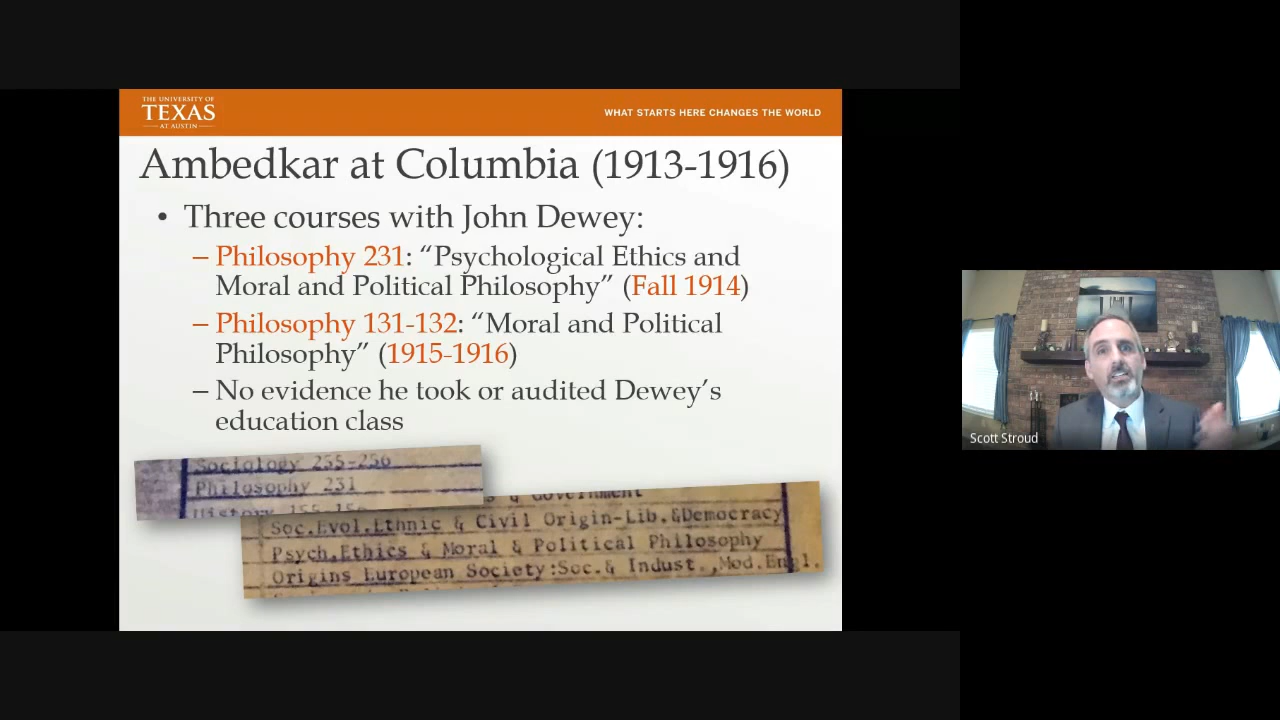 THE UNIVERSITY OF
TEXAS
AT AUSTIN
WHAT STARTS HERE CHANGES THE WORLD
Ambedkar at Columbia (1913-1916)
• Three courses with John Dewey:
– Philosophy 231: “Psychological Ethics and
Moral and Political Philosophy” (Fall 1914)
– Philosophy 131-132: “Moral and Political
Philosophy” (1915-1916)
– No evidence he took or audited Dewey’s
education class
Sociology 255-256
Philosophy 231
History 155-156
& Government
Soc.Evol.Ethnic & Civil Origin-Lib.&Democracy
Psych.Ethics & Moral & Political Philosophy
Origins European Society:Soc.& Indust.,Mod.Engl.
Scott Stroud